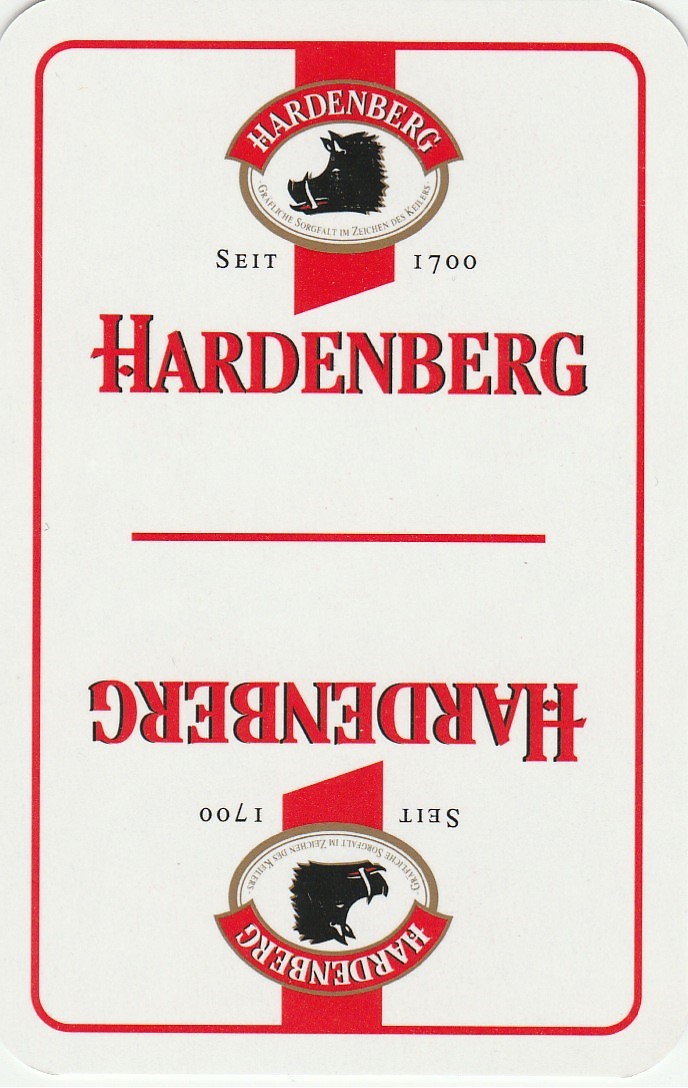 HARDENBERG
· GRÄFLICHE SORGFALT IM ZEICHEN DES KEILERS ·
SEIT 1700
HARDENBERG
HARDENBERG
SEIT 1700
· GRÄFLICHE SORGFALT IM ZEICHEN DES KEILERS ·
HARDENBERG